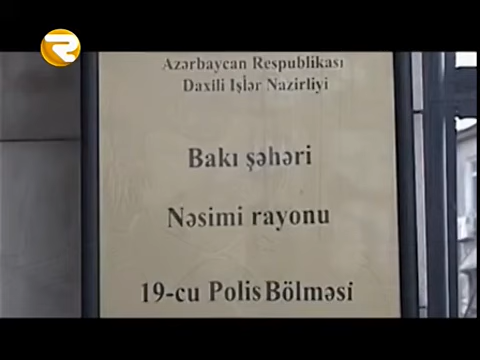 Azərbaycan Respublikası
Daxili İşlər Nazirliyi
Bakı şəhəri
Nəsimi rayonu
19-cu Polis Bölməsi